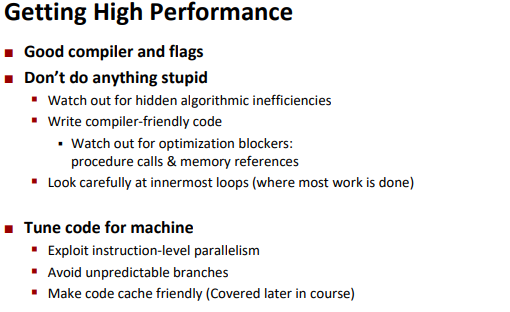 Getting High Performance
Good compiler and flags
Don't do anything stupid
Watch out for hidden algorithmic inefficiencies
Write compiler-friendly code
Watch out for optimization blockers:
procedure calls & memory references
Look carefully at innermost loops (where most work is done)
Tune code for machine
Exploit instruction-level parallelism
Avoid unpredictable branches
Make code cache friendly (Covered later in course)